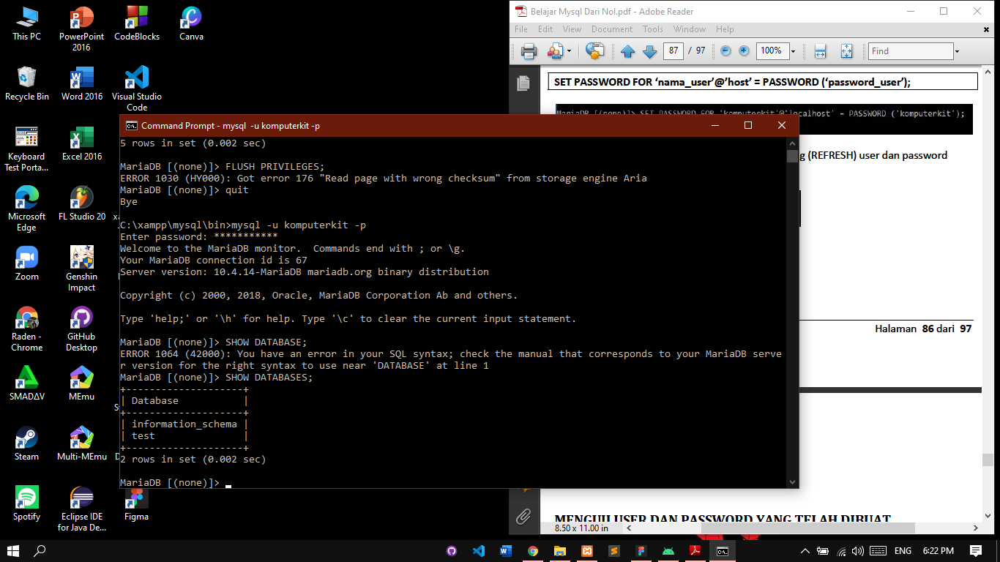 This PC
PowerPoint 2016
CodeBlocks
Canva
Recycle Bin
Word 2016
Visual Studio Code
Keyboard Test Porta...
Excel 2016
Microsoft Edge
FL Studio 20
Zoom
Genshin Impact
Raden - Chrome
GitHub Desktop
SMADΔV
MEmu
Steam
Multi-MEmu
Spotify
Eclipse IDE for Java De...
Figma
Belajar Mysql Dari Nol.pdf - Adobe Reader
File Edit View Document Tools Window Help
87 / 97 100% Find
SET PASSWORD FOR ‘nama_user’@’host’ = PASSWORD (‘password_user’);
MariaDB [(none)]> SET PASSWORD FOR 'komputerkit'@'localhost' = PASSWORD ('komputerkit');
g (REFRESH) user dan password
Halaman 86 dari 97
MENGUJI USER DAN PASSWORD YANG TELAH DIBUAT
8.50 x 11.00 in
Command Prompt - mysql -u komputerkit -p
5 rows in set (0.002 sec)
MariaDB [(none)]> FLUSH PRIVILEGES;
ERROR 1030 (HY000): Got error 176 "Read page with wrong checksum" from storage engine Aria
MariaDB [(none)]> quit
Bye
C:\xampp\mysql\bin>mysql -u komputerkit -p
Enter password: ***********
Welcome to the MariaDB monitor.  Commands end with ; or \g.
Your MariaDB connection id is 67
Server version: 10.4.14-MariaDB mariadb.org binary distribution
Copyright (c) 2000, 2018, Oracle, MariaDB Corporation Ab and others.
Type 'help;' or '\h' for help. Type '\c' to clear the current input statement.
MariaDB [(none)]> SHOW DATABASE;
ERROR 1064 (42000): You have an error in your SQL syntax; check the manual that corresponds to your MariaDB serve
r version for the right syntax to use near 'DATABASE' at line 1
MariaDB [(none)]> SHOW DATABASES;
+--------------------+
| Database           |
+--------------------+
| information_schema |
| test               |
+--------------------+
2 rows in set (0.002 sec)
MariaDB [(none)]>
ENG 6:22 PM